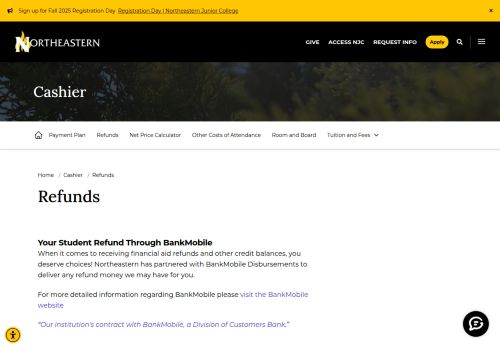 Sign up for Fall 2025 Registration Day Registration Day | Northeastern Junior College ×
NORTHEASTERN GIVE ACCESS NJC REQUEST INFO Apply
Cashier
Payment Plan Refunds Net Price Calculator Other Costs of Attendance Room and Board Tuition and Fees
Home / Cashier / Refunds
Refunds
Your Student Refund Through BankMobile
When it comes to receiving financial aid refunds and other credit balances, you
deserve choices! Northeastern has partnered with BankMobile Disbursements to
deliver any refund money we may have for you.
For more detailed information regarding BankMobile please visit the BankMobile
website
"Our institution's contract with BankMobile, a Division of Customers Bank."